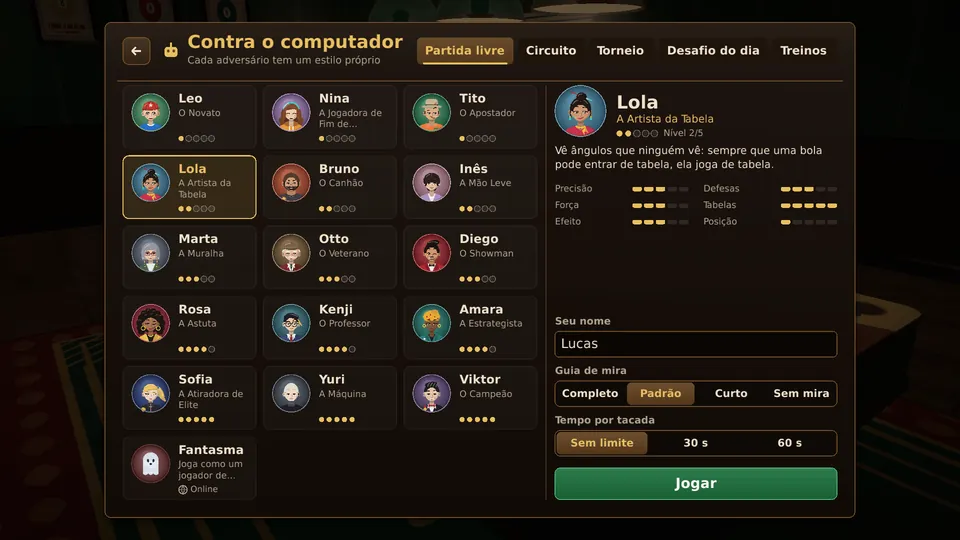 Contra o computador
Cada adversário tem um estilo próprio
Partida livre
Circuito
Torneio
Desafio do dia
Treinos
Leo
O Novato
Nina
A Jogadora de
Fim de...
Tito
O Apostador
Lola
A Artista da
Tabela
Bruno
O Canhão
Inês
A Mão Leve
Marta
A Muralha
Otto
O Veterano
Diego
O Showman
Rosa
A Astuta
Kenji
O Professor
Amara
A Estrategista
Sofia
A Atiradora de
Elite
Yuri
A Máquina
Viktor
O Campeão
Fantasma
Joga como um
jogador de...
Online
Lola
A Artista da Tabela
Nível 2/5
Vê ângulos que ninguém vê: sempre que uma bola
pode entrar de tabela, ela joga de tabela.
Precisão
Defesas
Força
Tabelas
Efeito
Posição
Seu nome
Lucas
Guia de mira
Completo
Padrão
Curto
Sem mira
Tempo por tacada
Sem limite
30 s
60 s
Jogar